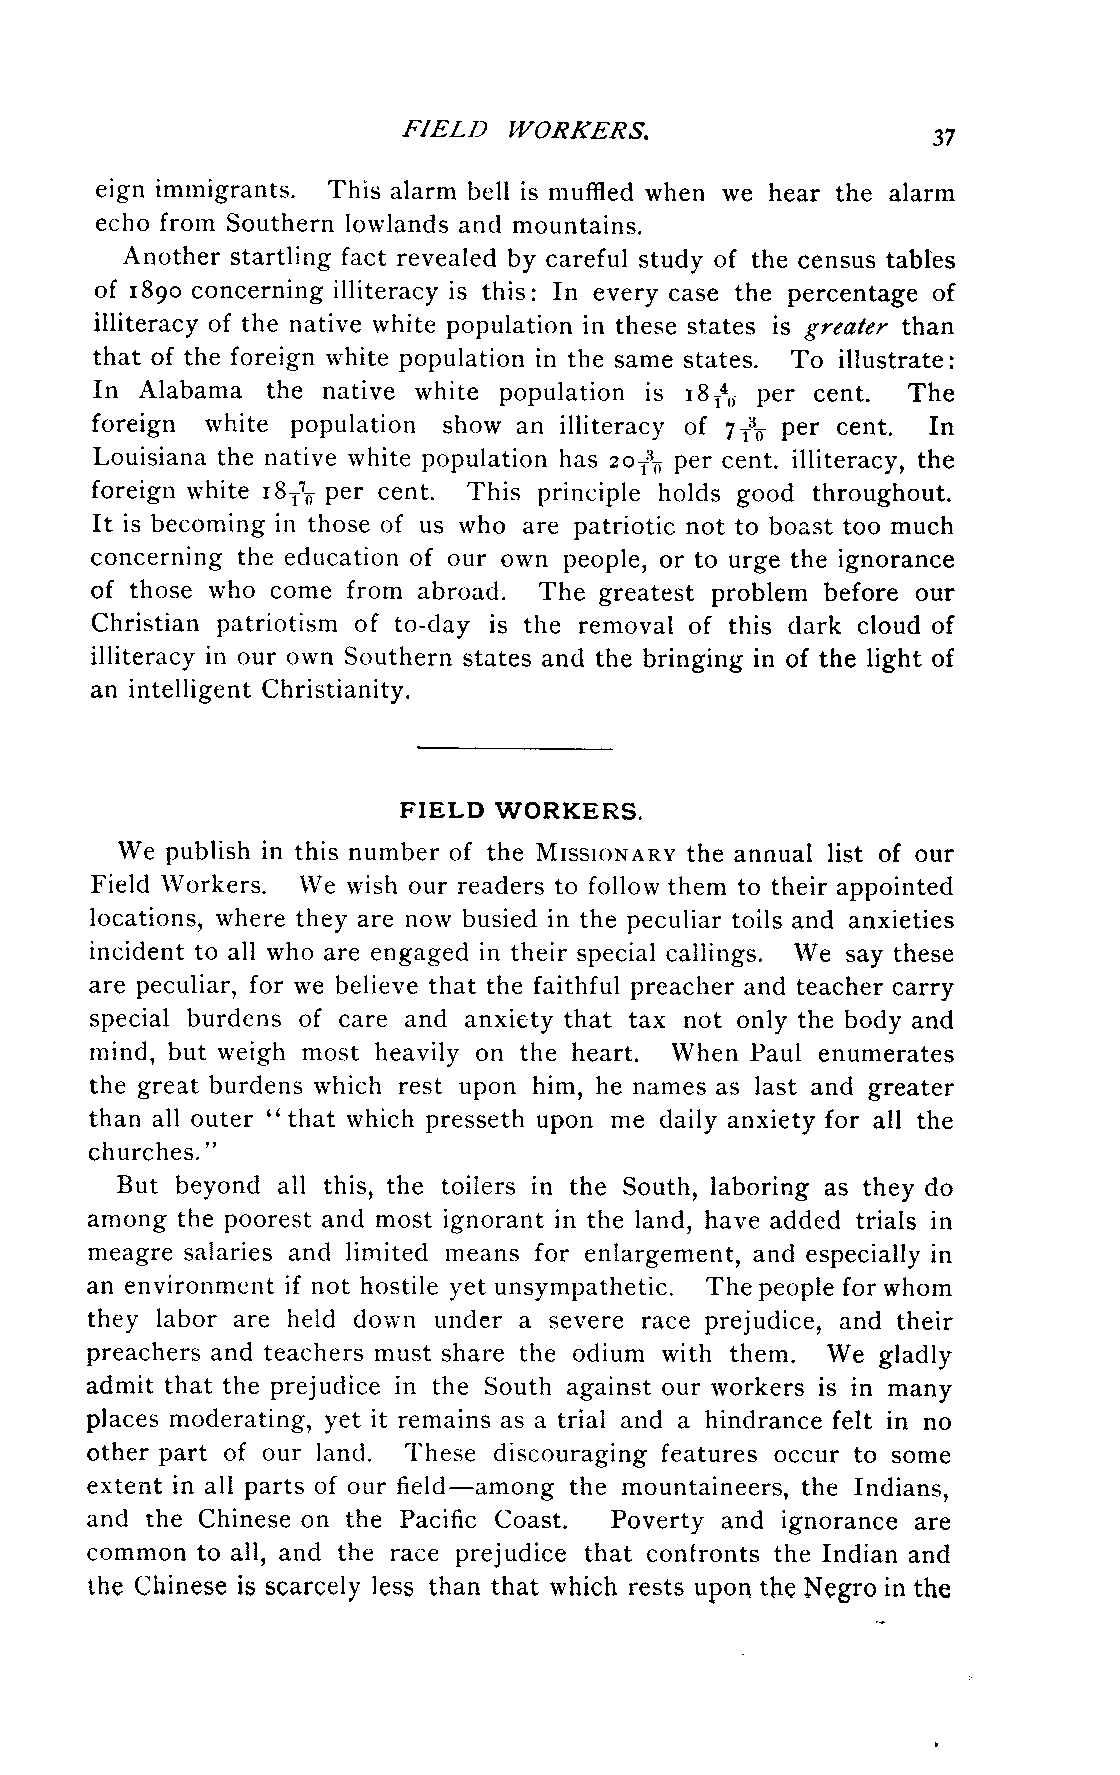 FIELD WORKERS.
37
eign immigrants. This alarm bell is muffled when we hear the alarm
echo from Southern lowlands and mountains.
Another startling fact revealed by careful study of the census tables
of 1890 concerning illiteracy is this: In every case the percentage of
illiteracy of the native white population in these states is greater than
that of the foreign white population in the same states. To illustrate:
In Alabama the native white population is 18 4/10 per cent. The
foreign white population show an illiteracy of 7 3/10 per cent. In
Louisiana the native white population has 20 3/10 per cent. illiteracy, the
foreign white 18 7/10 per cent. This principle holds good throughout.
It is becoming in those of us who are patriotic not to boast too much
concerning the education of our own people, or to urge the ignorance
of those who come from abroad. The greatest problem before our
Christian patriotism of to-day is the removal of this dark cloud of
illiteracy in our own Southern states and the bringing in of the light of
an intelligent Christianity.
FIELD WORKERS.
We publish in this number of the MISSIONARY the annual list of our
Field Workers. We wish our readers to follow them to their appointed
locations, where they are now busied in the peculiar toils and anxieties
incident to all who are engaged in their special callings. We say these
are peculiar, for we believe that the faithful preacher and teacher carry
special burdens of care and anxiety that tax not only the body and
mind, but weigh most heavily on the heart. When Paul enumerates
the great burdens which rest upon him, he names as last and greater
than all outer "that which presseth upon me daily anxiety for all the
churches."
But beyond all this, the toilers in the South, laboring as they do
among the poorest and most ignorant in the land, have added trials in
meagre salaries and limited means for enlargement, and especially in
an environment if not hostile yet unsympathetic. The people for whom
they labor are held down under a severe race prejudice, and their
preachers and teachers must share the odium with them. We gladly
admit that the prejudice in the South against our workers is in many
places moderating, yet it remains as a trial and a hindrance felt in no
other part of our land. These discouraging features occur to some
extent in all parts of our field—among the mountaineers, the Indians,
and the Chinese on the Pacific Coast. Poverty and ignorance are
common to all, and the race prejudice that confronts the Indian and
the Chinese is scarcely less than that which rests upon the Negro in the